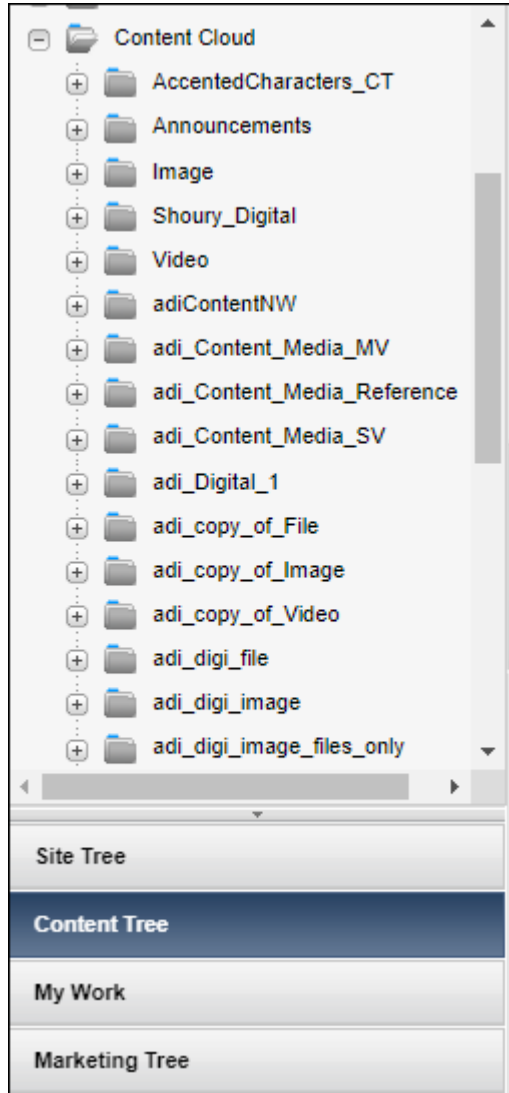 Content Cloud
AccentedCharacters_CT
Announcements
Image
Shoury_Digital
Video
adiContentNW
adi_Content_Media_MV
adi_Content_Media_Reference
adi_Content_Media_SV
adi_Digital_1
adi_copy_of_File
adi_copy_of_Image
adi_copy_of_Video
adi_digi_file
adi_digi_image
adi_digi_image_files_only
Site Tree
Content Tree
My Work
Marketing Tree